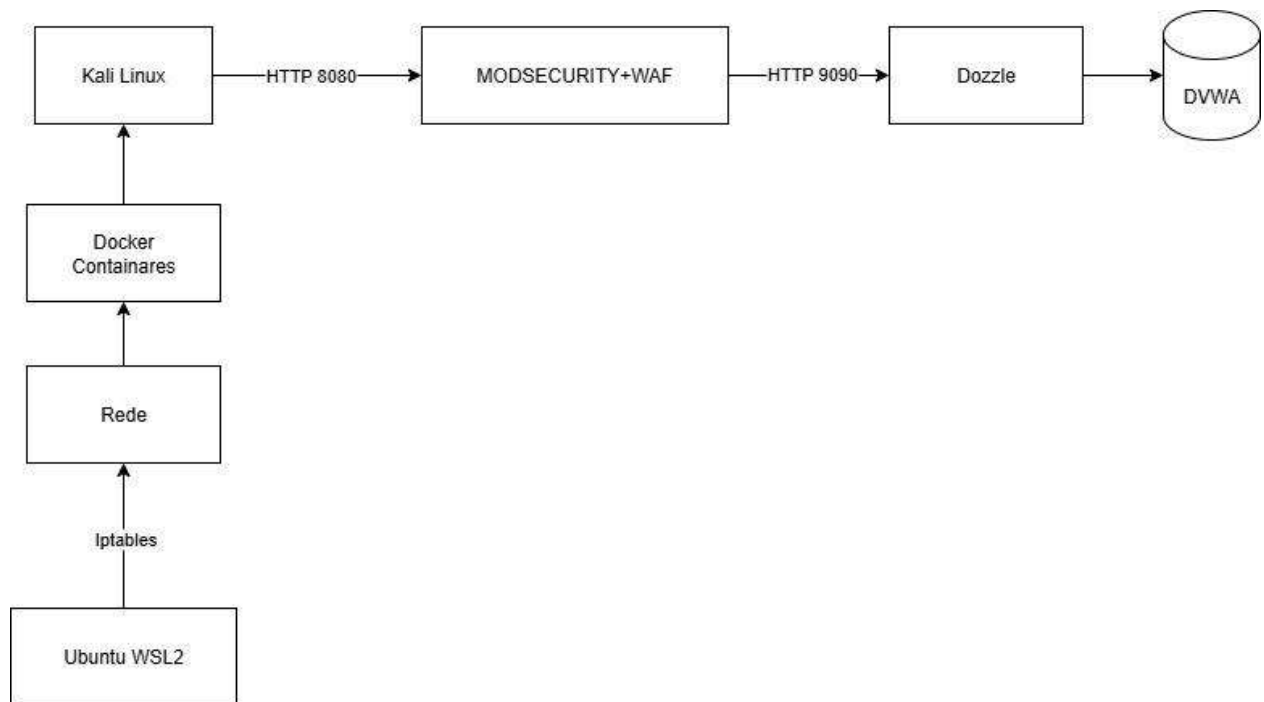 Kali Linux
HTTP 8080
MODSECURITY+WAF
HTTP 9090
Dozzle
DVWA
Docker
Containares
Rede
Iptables
Ubuntu WSL2